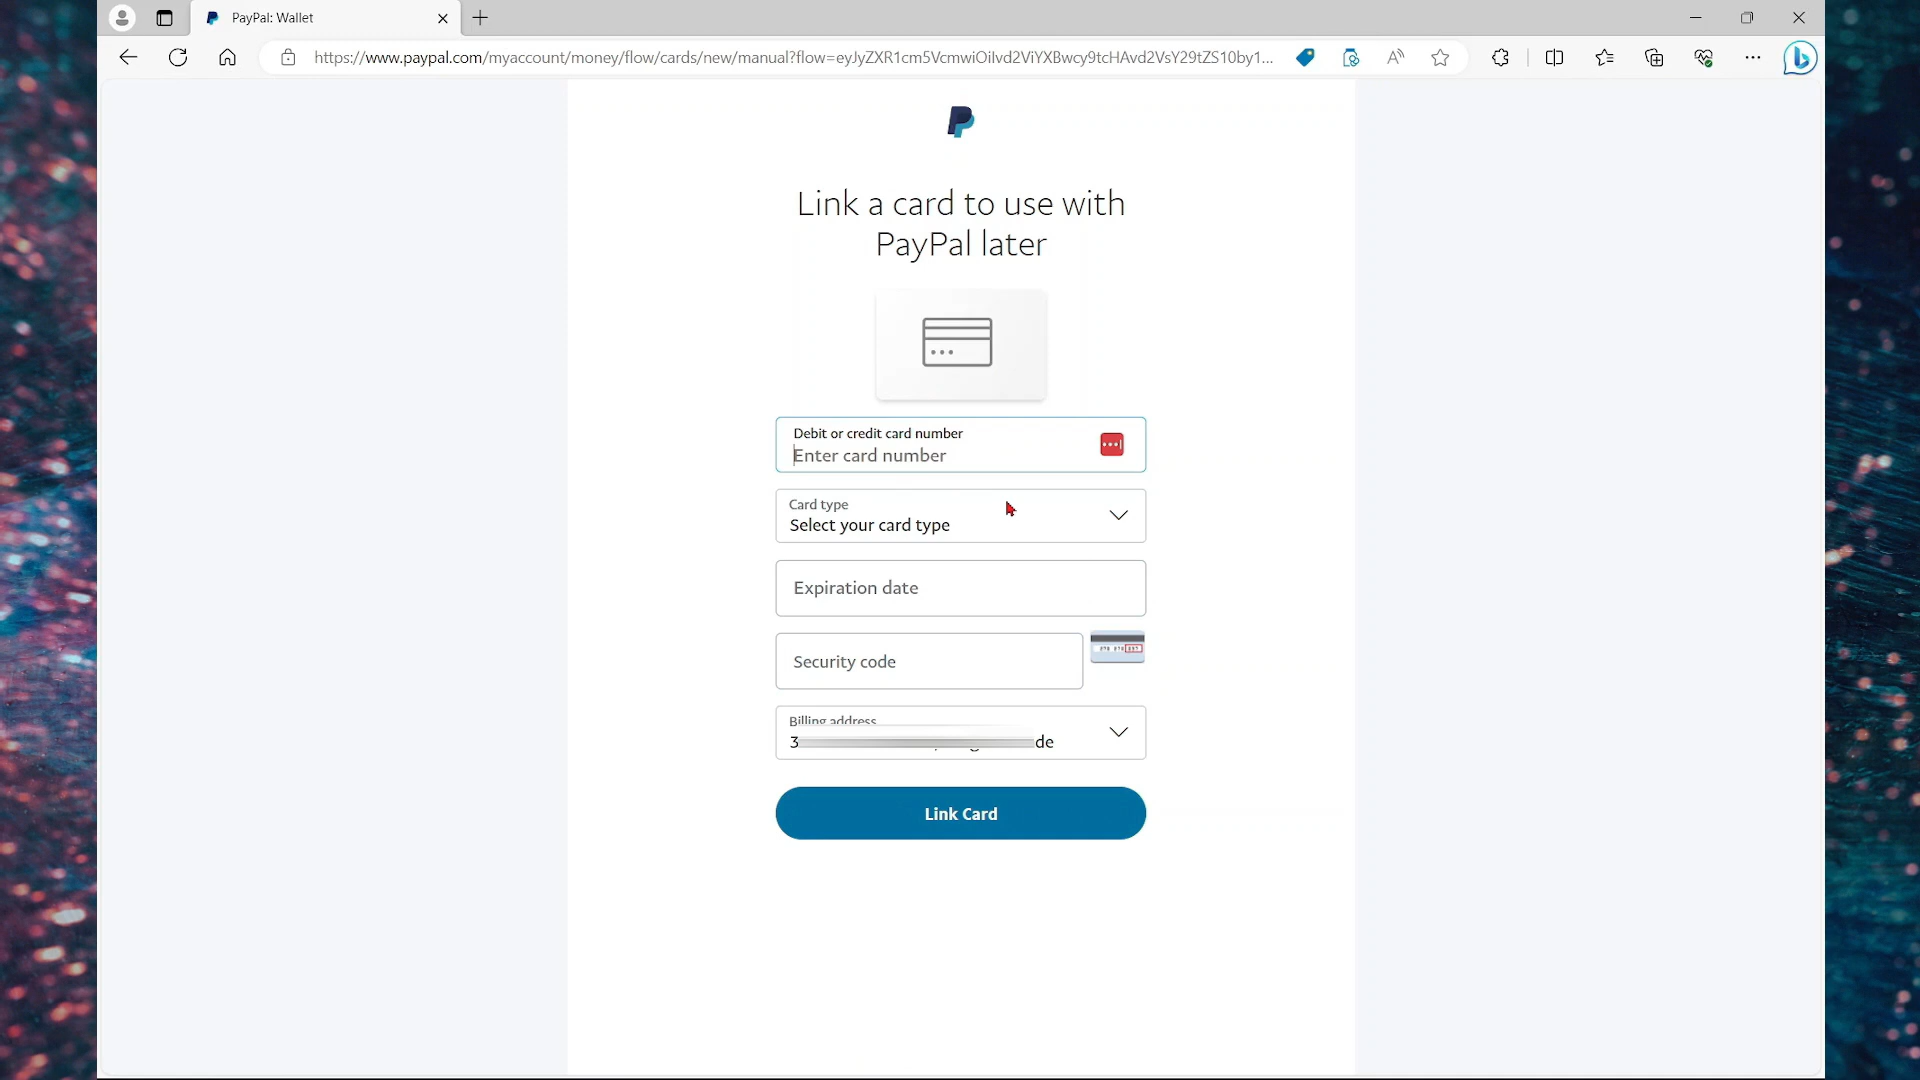 PayPal: Wallet
https://www.paypal.com/myaccount/money/flow/cards/new/manual?flow=eyJyZXR1cm5VcmwiOiIvd2ViYXBwcy9tcHAvd2VsY29tZS10by1...
Link a card to use with
PayPal later
Debit or credit card number
Enter card number
Card type
Select your card type
Expiration date
Security code
Billing address
3 de
Link Card